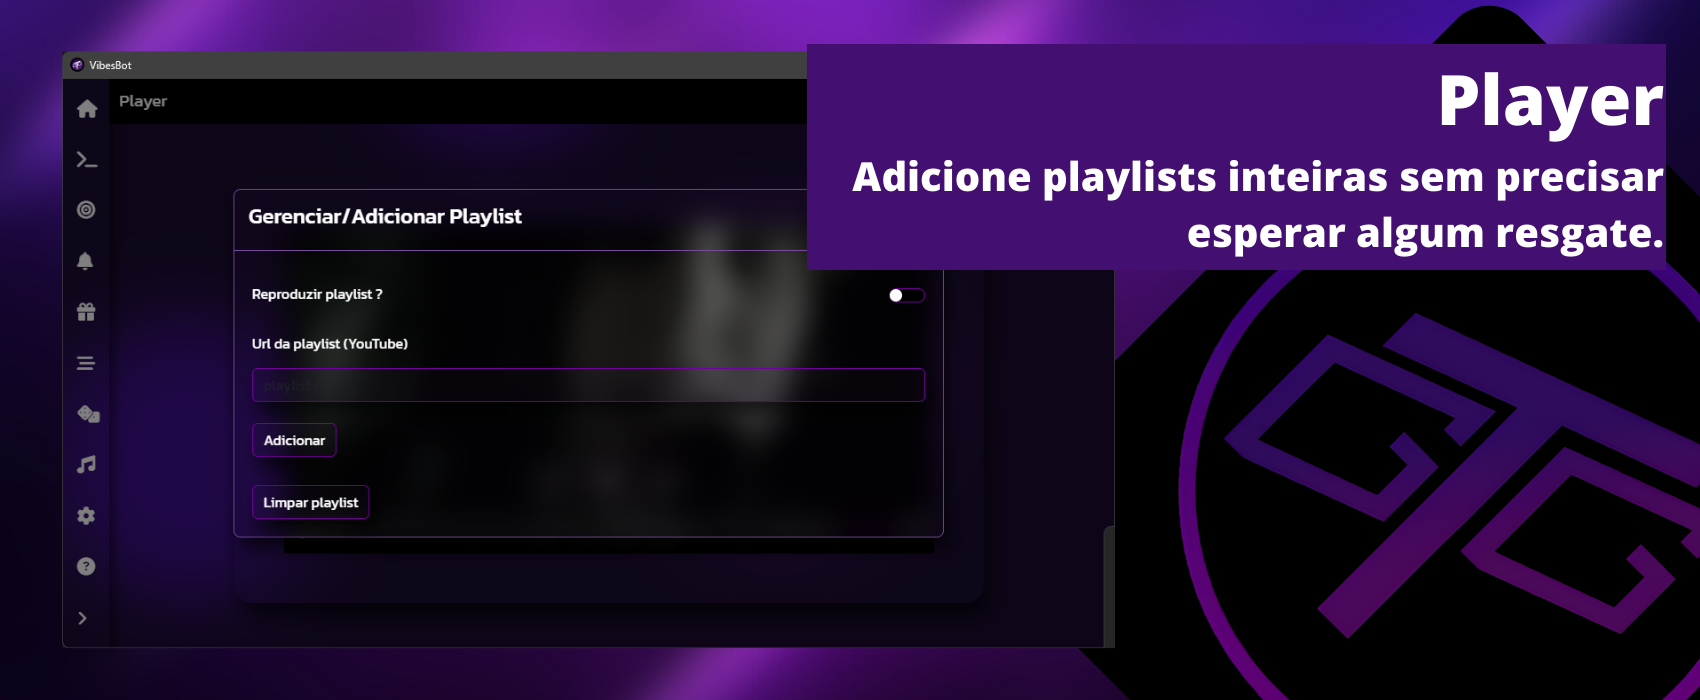 VibesBot
Player
Player
Adicione playlists inteiras sem precisar
esperar algum resgate.
Gerenciar/Adicionar Playlist
Reproduzir playlist ?
Url da playlist (YouTube)
playlist
Adicionar
Limpar playlist